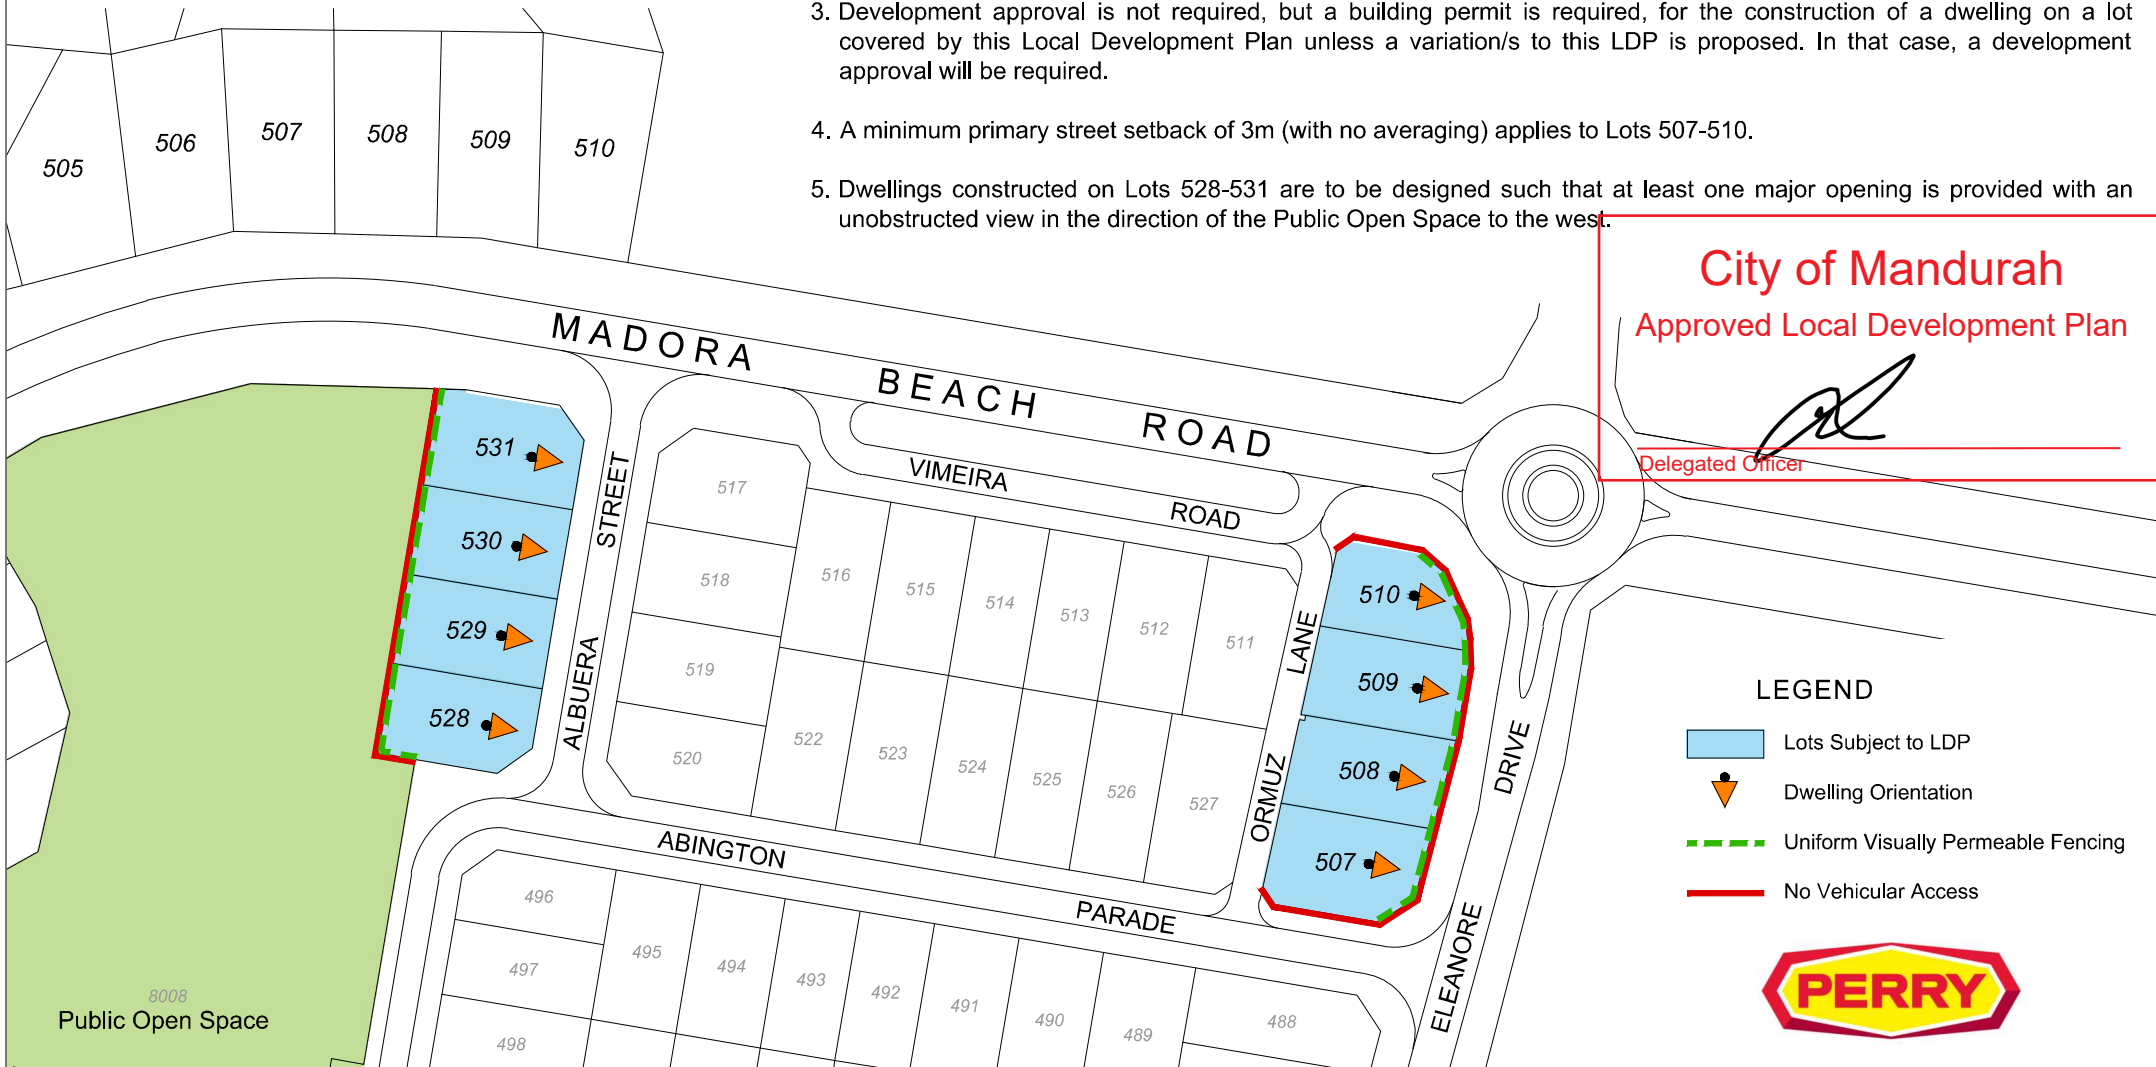 3. Development approval is not required, but a building permit is required, for the construction of a dwelling on a lot
covered by this Local Development Plan unless a variation/s to this LDP is proposed. In that case, a development
approval will be required.
4. A minimum primary street setback of 3m (with no averaging) applies to Lots 507-510.
5. Dwellings constructed on Lots 528-531 are to be designed such that at least one major opening is provided with an
unobstructed view in the direction of the Public Open Space to the west.
City of Mandurah
Approved Local Development Plan
Delegated Officer
505
506
507
508
509
510
MADORA BEACH ROAD
VIMEIRA ROAD
ALBUERA STREET
ORMUZ LANE
ELEANORE DRIVE
ABINGTON PARADE
531
530
529
528
517
518
519
520
516
515
514
513
512
511
522
523
524
525
526
527
510
509
508
507
496
497
498
495
494
493
492
491
490
489
488
8008
Public Open Space
LEGEND
Lots Subject to LDP
Dwelling Orientation
Uniform Visually Permeable Fencing
No Vehicular Access
PERRY